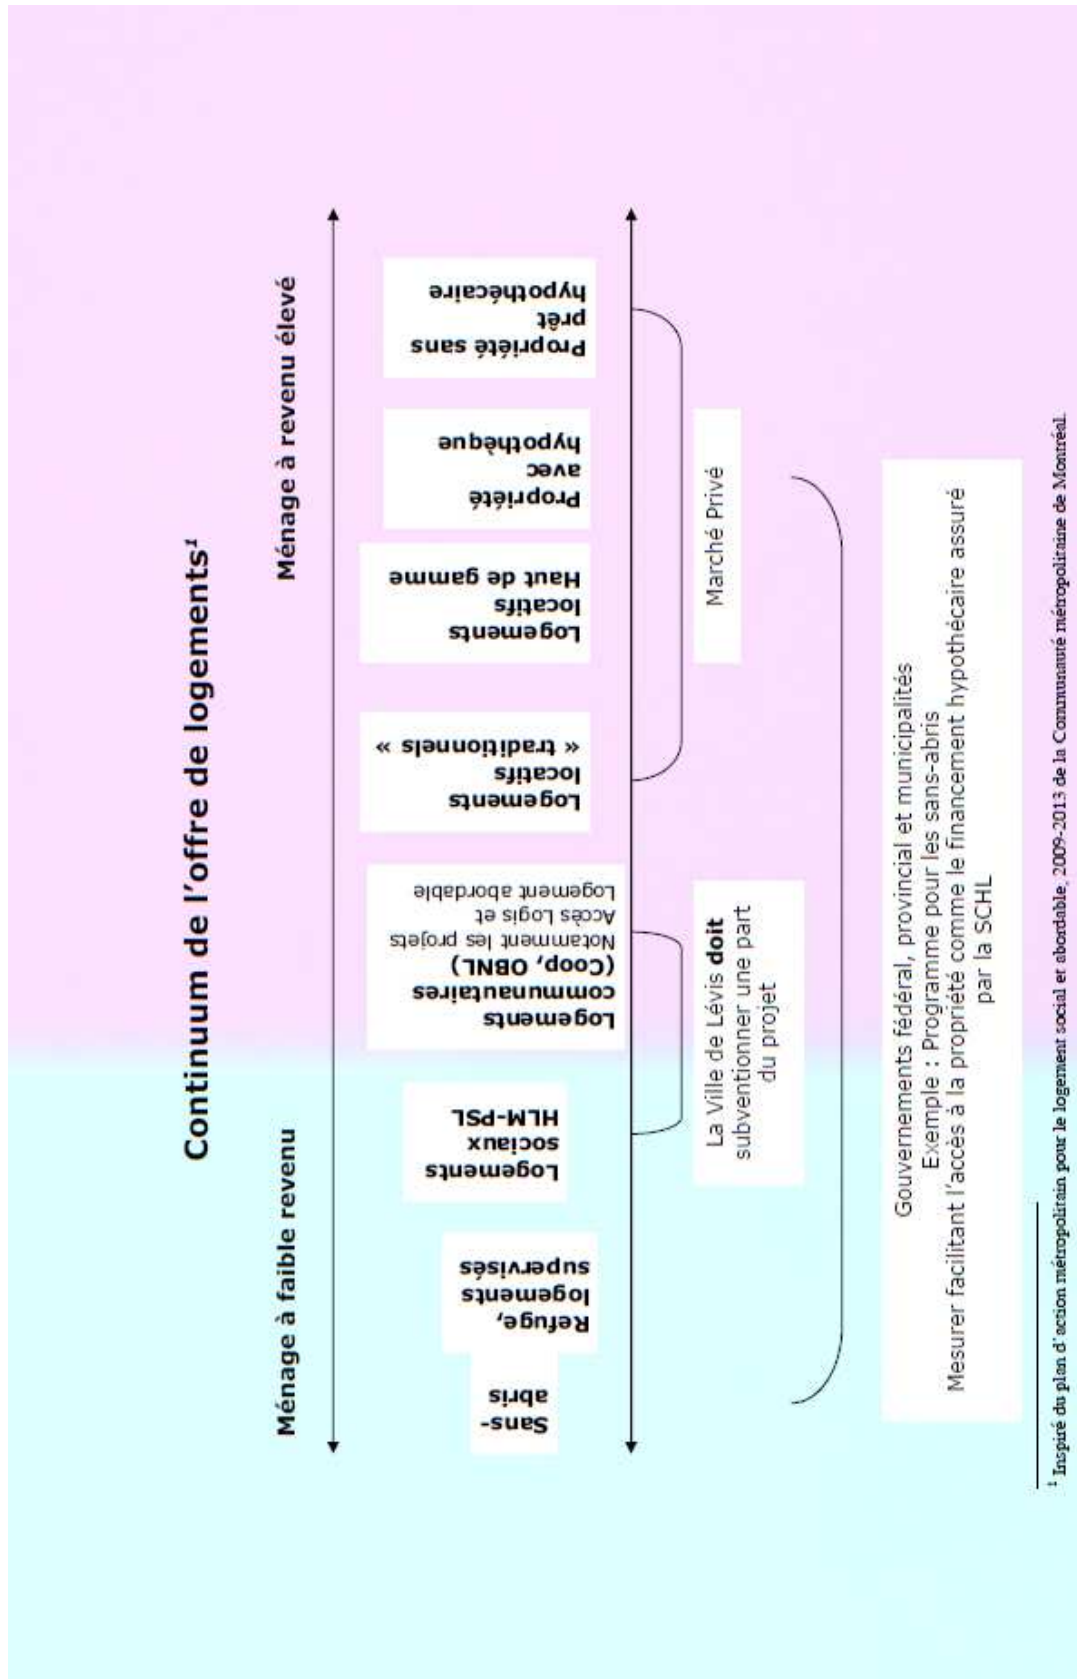 Continuum de l'offre de logements¹
Ménage à faible revenu
Ménage à revenu élevé
Sans-
abris
Refuge,
logements
supervisés
Logements
sociaux
HLM-PSL
Logements
communautaires
(Coop, OBNL)
Notamment les projets
Accès Logis et
Logement abordable
Logements
locatifs
« traditionnels »
Logements
locatifs
Haut de gamme
Propriété
avec
hypothèque
Propriété sans
prêt
hypothécaire
La Ville de Lévis doit
subventionner une part
du projet
Marché Privé
Gouvernements fédéral, provincial et municipalités
Exemple : Programme pour les sans-abris
Mesurer facilitant l'accès à la propriété comme le financement hypothécaire assuré
par la SCHL
¹ Inspiré du plan d'action métropolitain pour le logement social et abordable, 2009-2013 de la Communauté métropolitaine de Montréal.